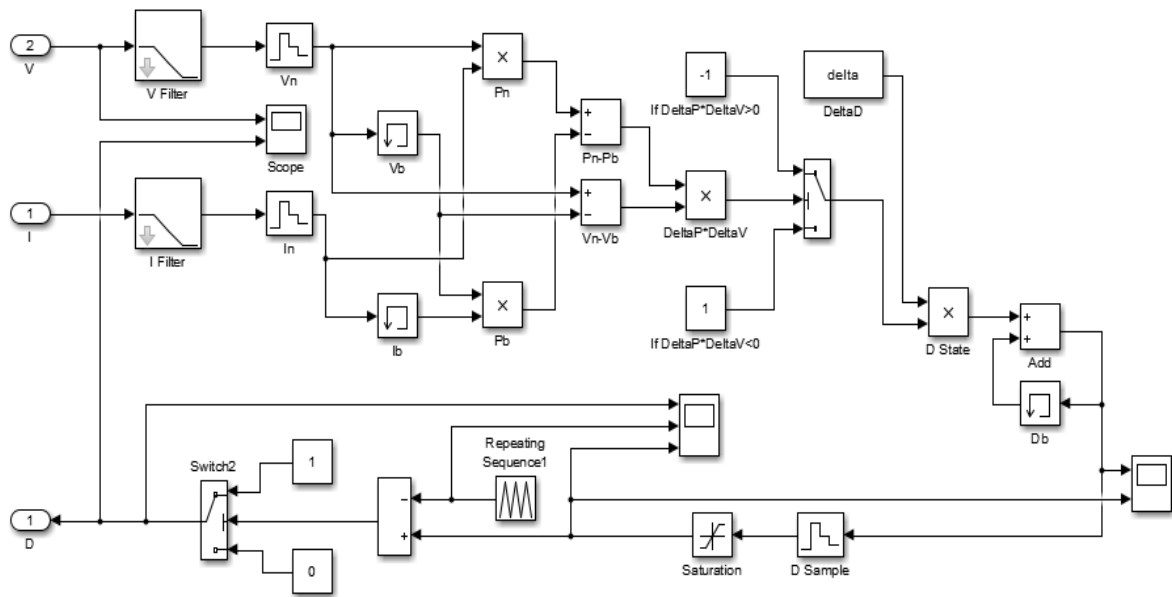 2
V
V Filter
Vn
×
Pn
-1
If DeltaP*DeltaV>0
delta
DeltaD
Scope
Vb
+
−
Pn-Pb
1
I
I Filter
In
+
−
Vn-Vb
×
DeltaP*DeltaV
Ib
×
Pb
1
If DeltaP*DeltaV<0
×
D State
+
+
Add
Db
Switch2
1
Repeating
Sequence1
−
+
1
D
0
Saturation
D Sample